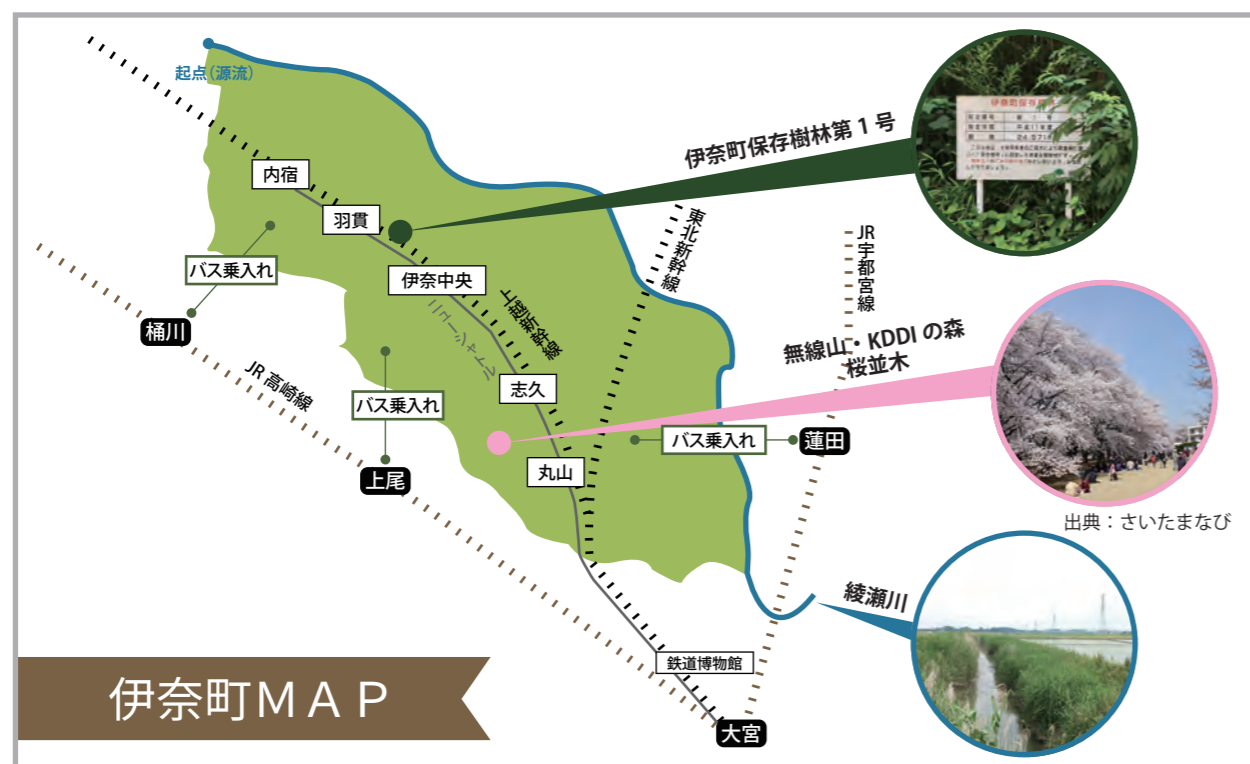 起点(源流)
伊奈町保存樹林第1号
内宿
羽貫
伊奈中央
バス乗入れ
桶川
東北新幹線
JR宇都宮線
上越新幹線
ニューシャトル
無線山・KDDIの森
桜並木
JR高崎線
志久
バス乗入れ
上尾
バス乗入れ
蓮田
丸山
出典：さいたまなび
綾瀬川
鉄道博物館
大宮
伊奈町MAP